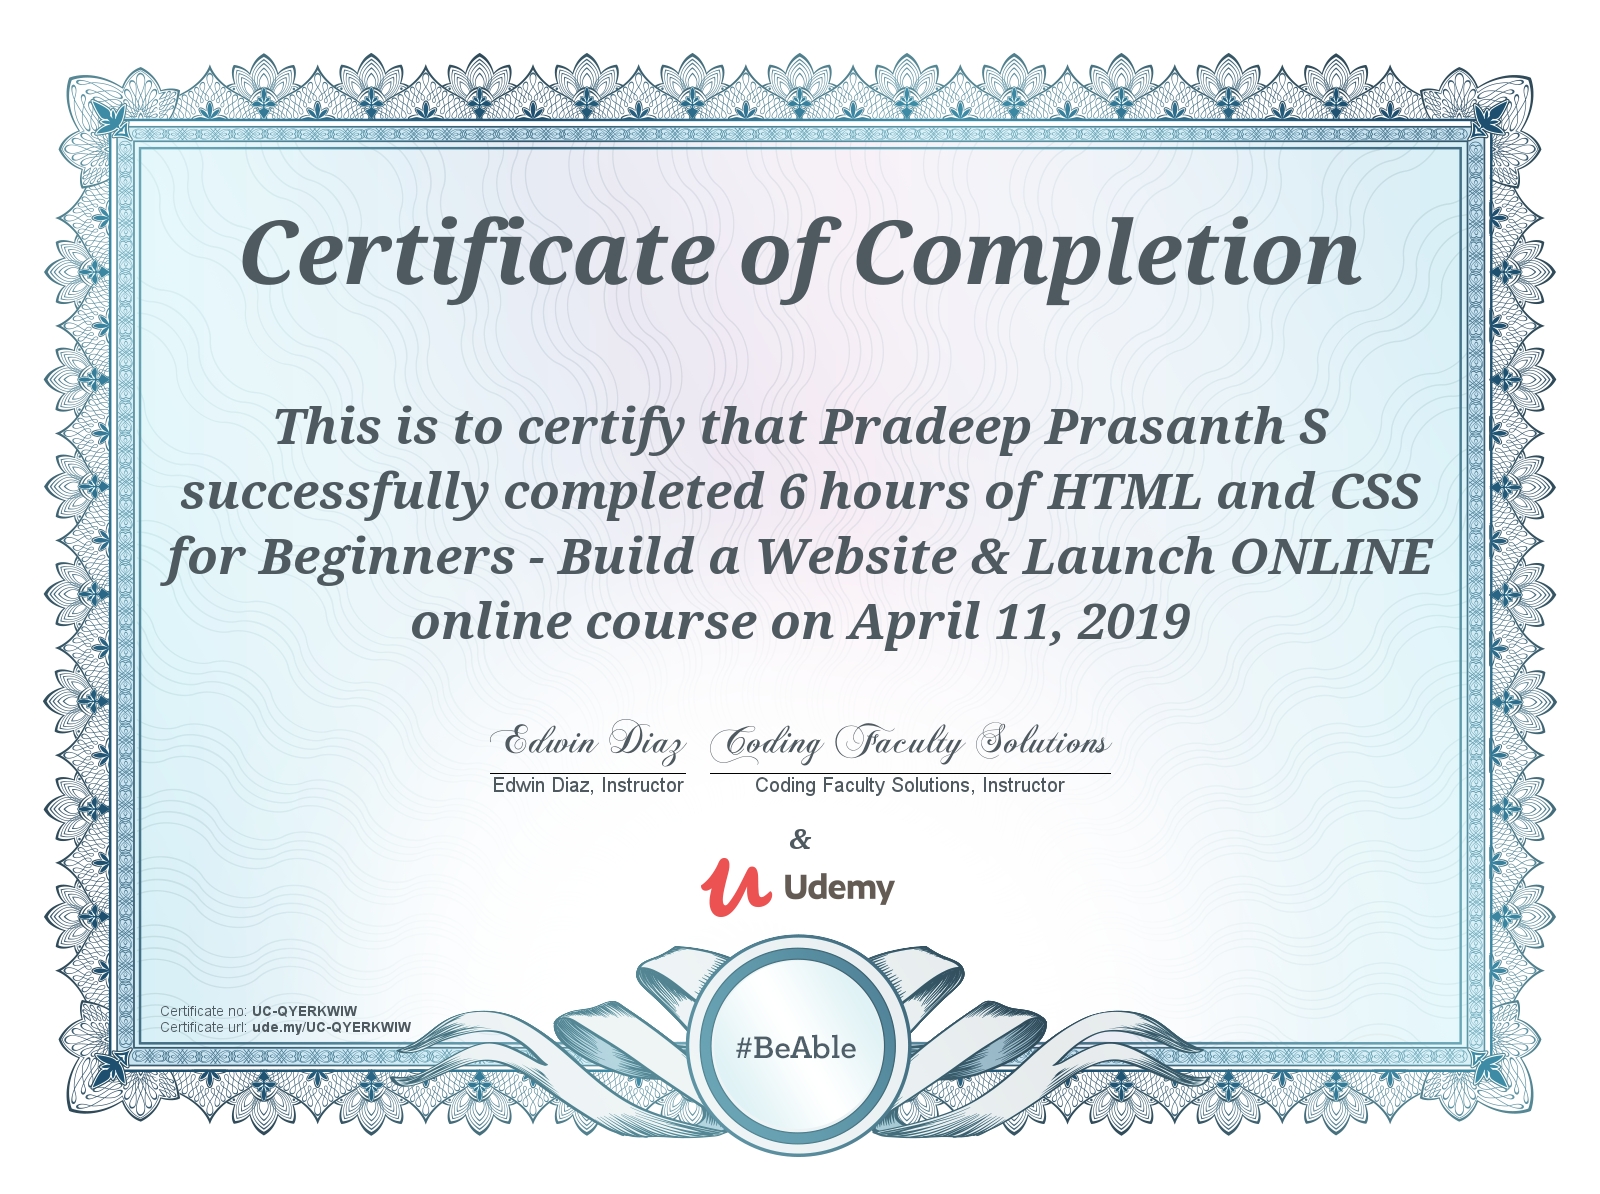 Certificate of Completion
This is to certify that Pradeep Prasanth S
successfully completed 6 hours of HTML and CSS
for Beginners - Build a Website & Launch ONLINE
online course on April 11, 2019
Edwin Diaz Coding Faculty Solutions
Edwin Diaz, Instructor Coding Faculty Solutions, Instructor
&
Udemy
Certificate no: UC-QYERKWIW
Certificate url: ude.my/UC-QYERKWIW
#BeAble